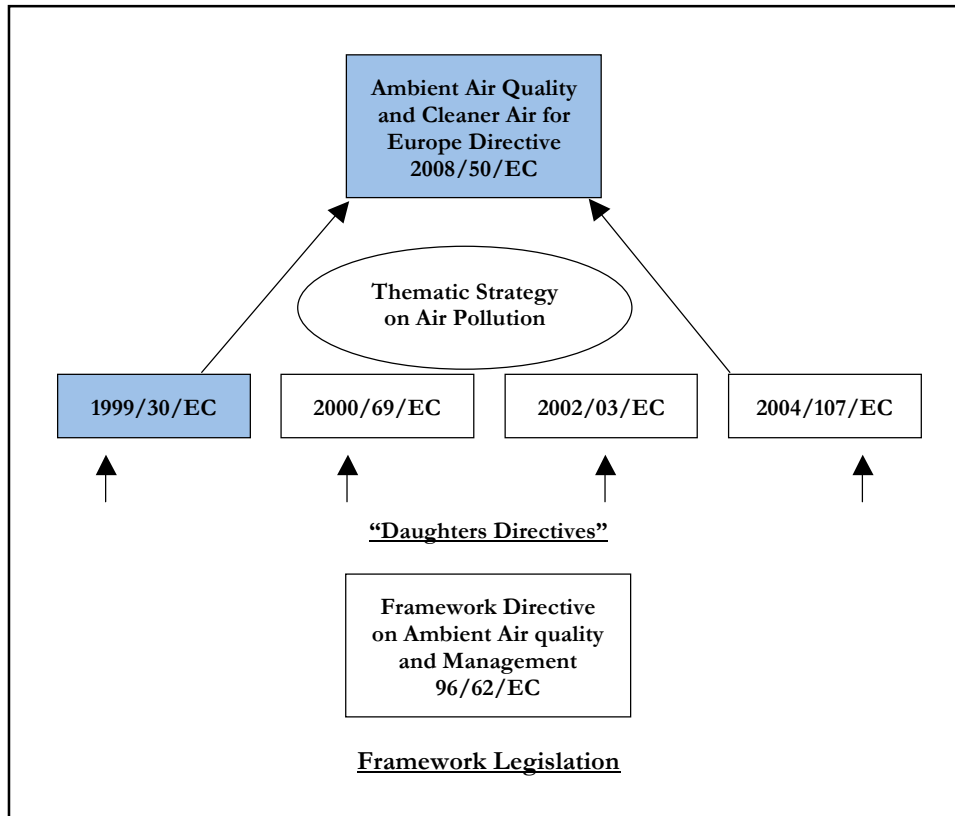 Ambient Air Quality
and Cleaner Air for
Europe Directive
2008/50/EC
Thematic Strategy
on Air Pollution
1999/30/EC
2000/69/EC
2002/03/EC
2004/107/EC
“Daughters Directives”
Framework Directive
on Ambient Air quality
and Management
96/62/EC
Framework Legislation